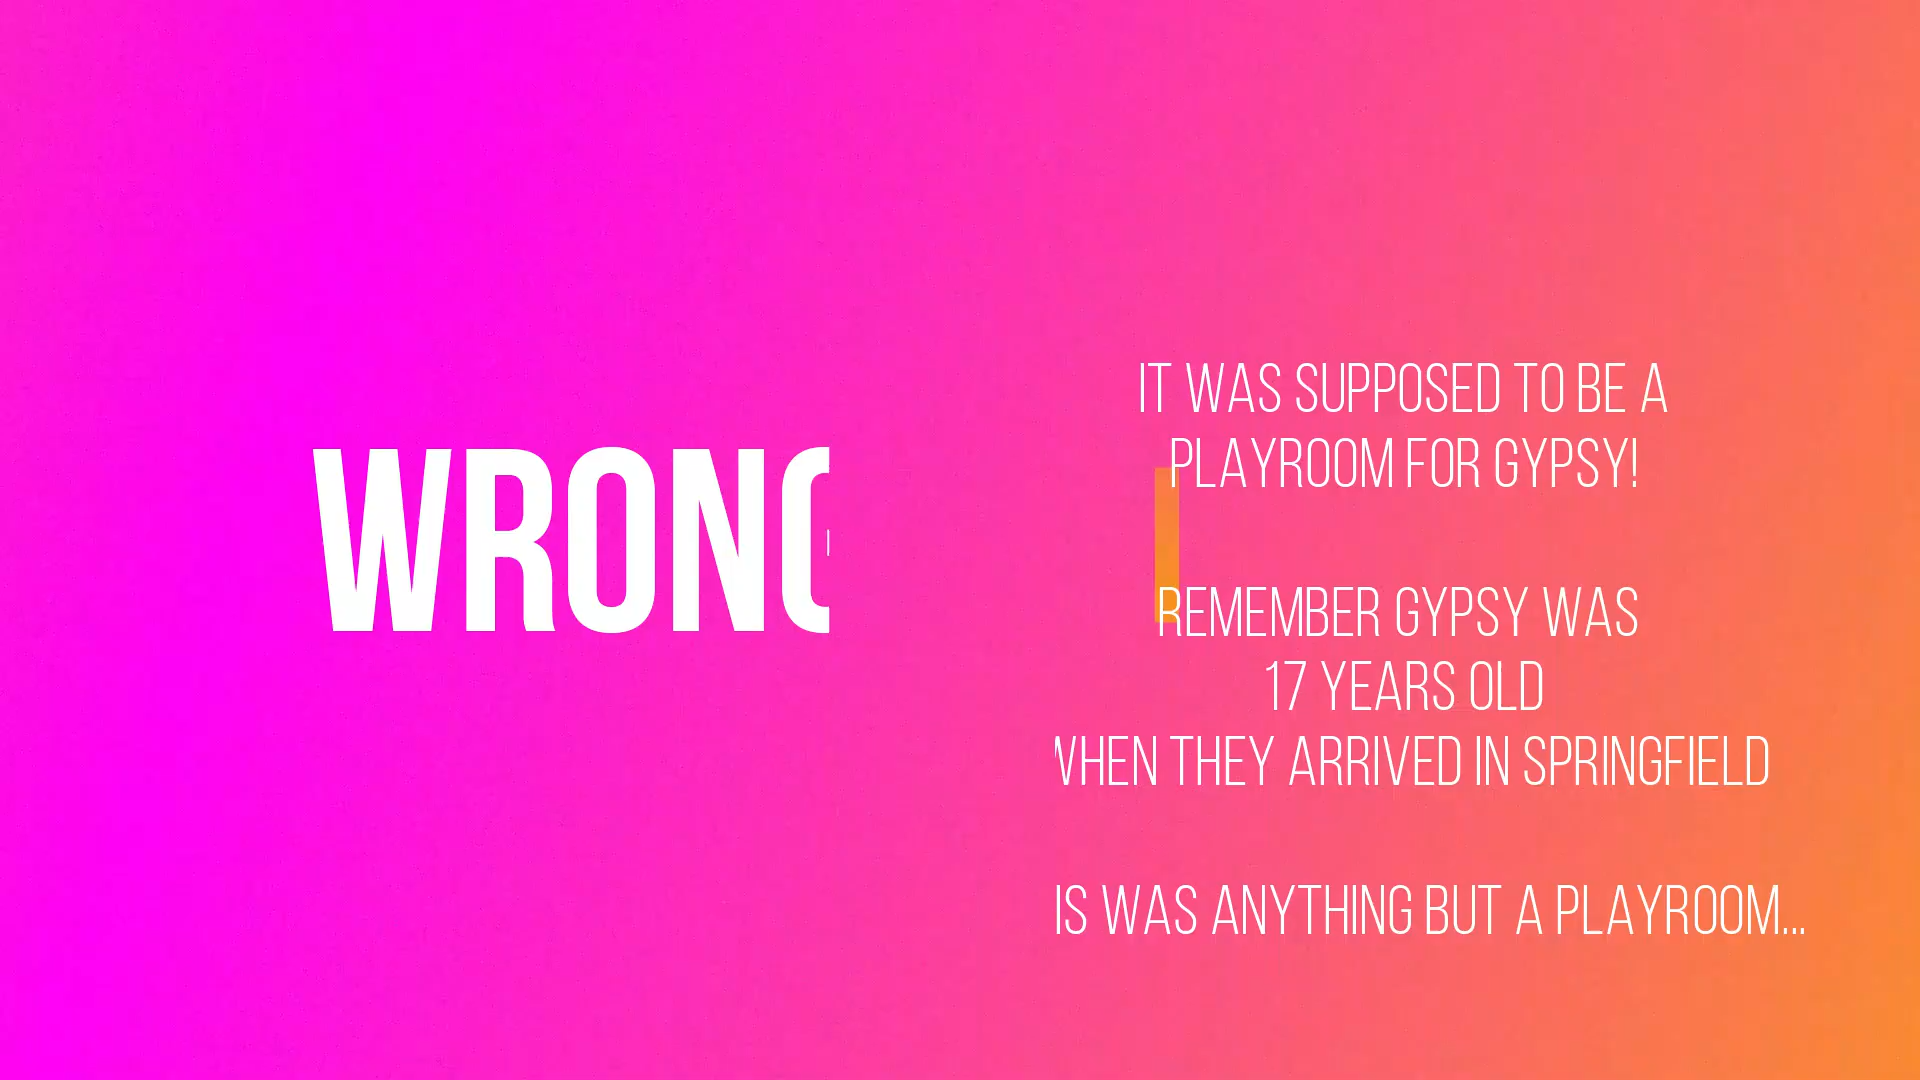 WRONG
IT WAS SUPPOSED TO BE A
PLAYROOM FOR GYPSY!
REMEMBER GYPSY WAS
17 YEARS OLD
WHEN THEY ARRIVED IN SPRINGFIELD
IS WAS ANYTHING BUT A PLAYROOM...